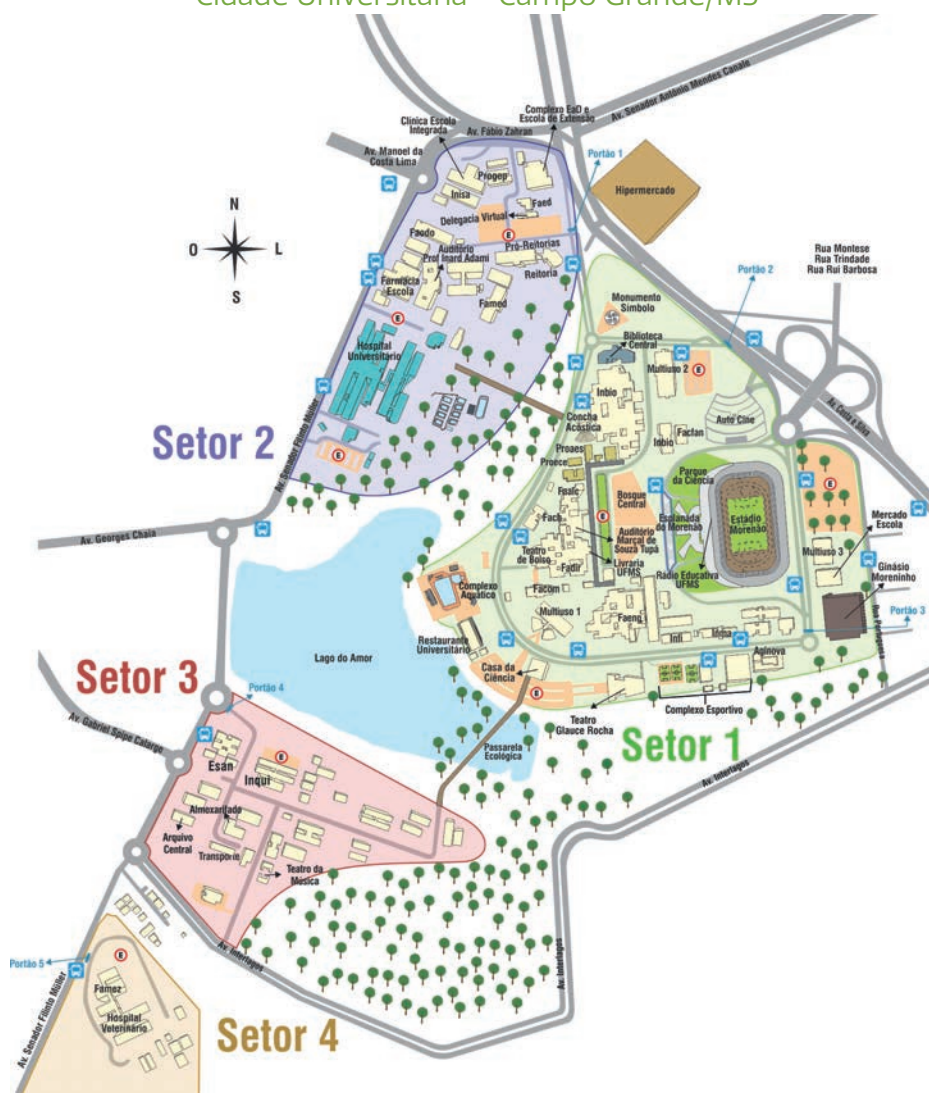 Cidade Universitária - Campo Grande/MS
Av. Senador Antônio Mendes Canale
Complexo EaD e
Escola de Extensão
Clínica Escola
Integrada
Av. Fábio Zahran
Av. Manoel da
Costa Lima
Portão 1
Progep
Inisa
Hipermercado
Faed
Delegacia Virtual
E
N
O
L
S
Faodo
Auditório
Prof Inard Adami
Pró-Reitorias
Reitoria
Farmácia
Escola
Famed
Rua Montese
Rua Trindade
Rua Rui Barbosa
Portão 2
Monumento
Símbolo
E
Biblioteca
Central
Hospital
Universitário
Multiuso 2
E
Inbio
Av. Costa e Silva
Auto Cine
Concha
Acústica
Facfan
Inbio
Setor 2
Av. Senador Filinto Müller
E
Proaes
Proece
Parque
da Ciência
E
Faalc
Bosque
Central
Mercado
Escola
Esplanada
do Morenão
Estádio
Morenão
Fach
E
Auditório
Marçal de
Souza Tupã
Av. Georges Chaia
Teatro
de Bolso
Multiuso 3
Ginásio
Moreninho
Livraria
UFMS
Fadir
Rádio Educativa
UFMS
Complexo
Aquático
Facom
Multiuso 1
Portão 3
Faeng
Rua Portuguesa
Restaurante
Universitário
Infi
Inma
Aginova
Lago do Amor
Casa da
Ciência
Setor 3
Portão 4
E
Complexo Esportivo
Teatro
Glauce Rocha
Setor 1
Av. Gabriel Spipe Calarge
Passarela
Ecológica
Av. Interlagos
Esan
E
Inqui
Almoxarifado
Arquivo
Central
Transporte
Teatro da
Música
Av. Interlagos
Av. Interlagos
E
Portão 5
Famez
Hospital
Veterinário
Setor 4
Av. Senador Filinto Müller